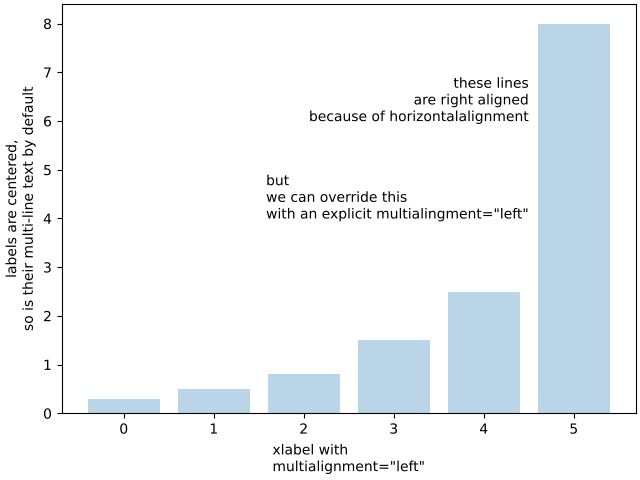 labels are centered,
so is their multi-line text by default
8
7
6
5
4
3
2
1
0
these lines
are right aligned
because of horizontalalignment
but
we can override this
with an explicit multialingment="left"
0 1 2 3 4 5
xlabel with
multialignment="left"